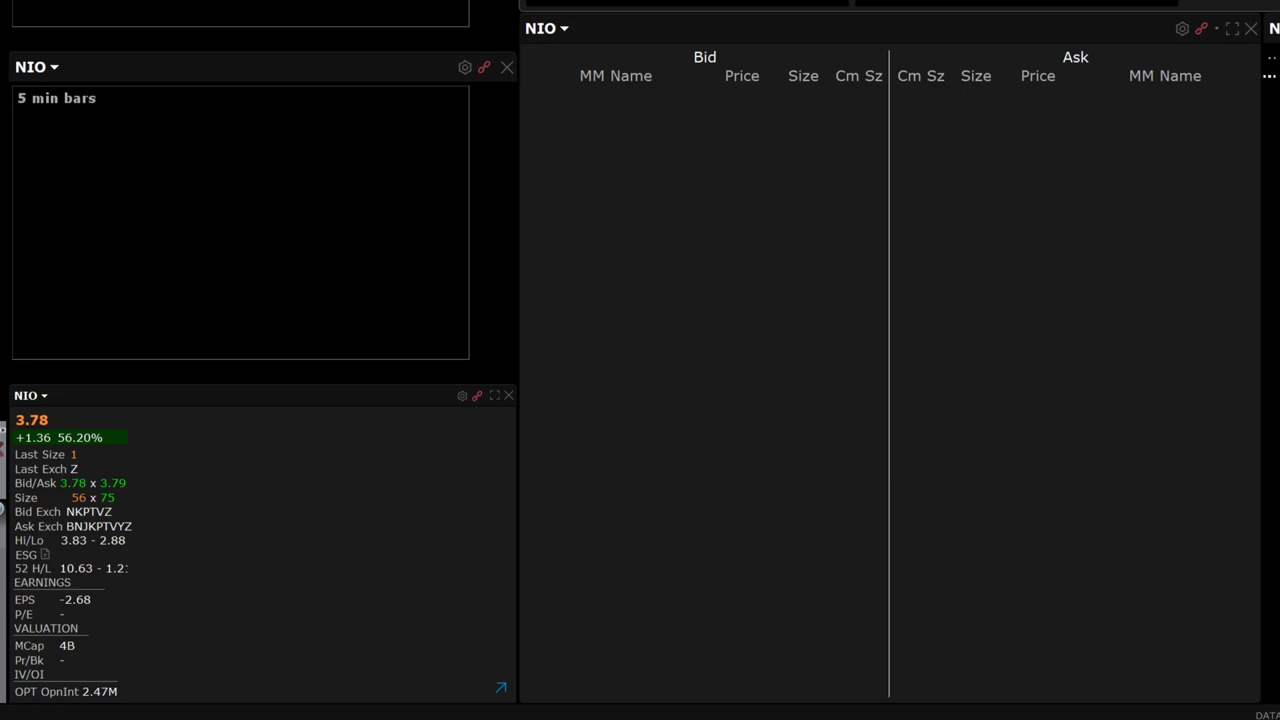 NIO
5 min bars
NIO
3.78
+1.36 56.20%
Last Size 1
Last Exch Z
Bid/Ask 3.78 x 3.79
Size 56 x 75
Bid Exch NKPTVZ
Ask Exch BNJKPTVYZ
Hi/Lo 3.83 - 2.88
ESG
52 H/L 10.63 - 1.2
EARNINGS
EPS -2.68
P/E -
VALUATION
MCap 4B
Pr/Bk -
IV/OI
OPT OpnInt 2.47M
NIO
Bid Ask
MM Name Price Size Cm Sz Cm Sz Size Price MM Name
N
DATA